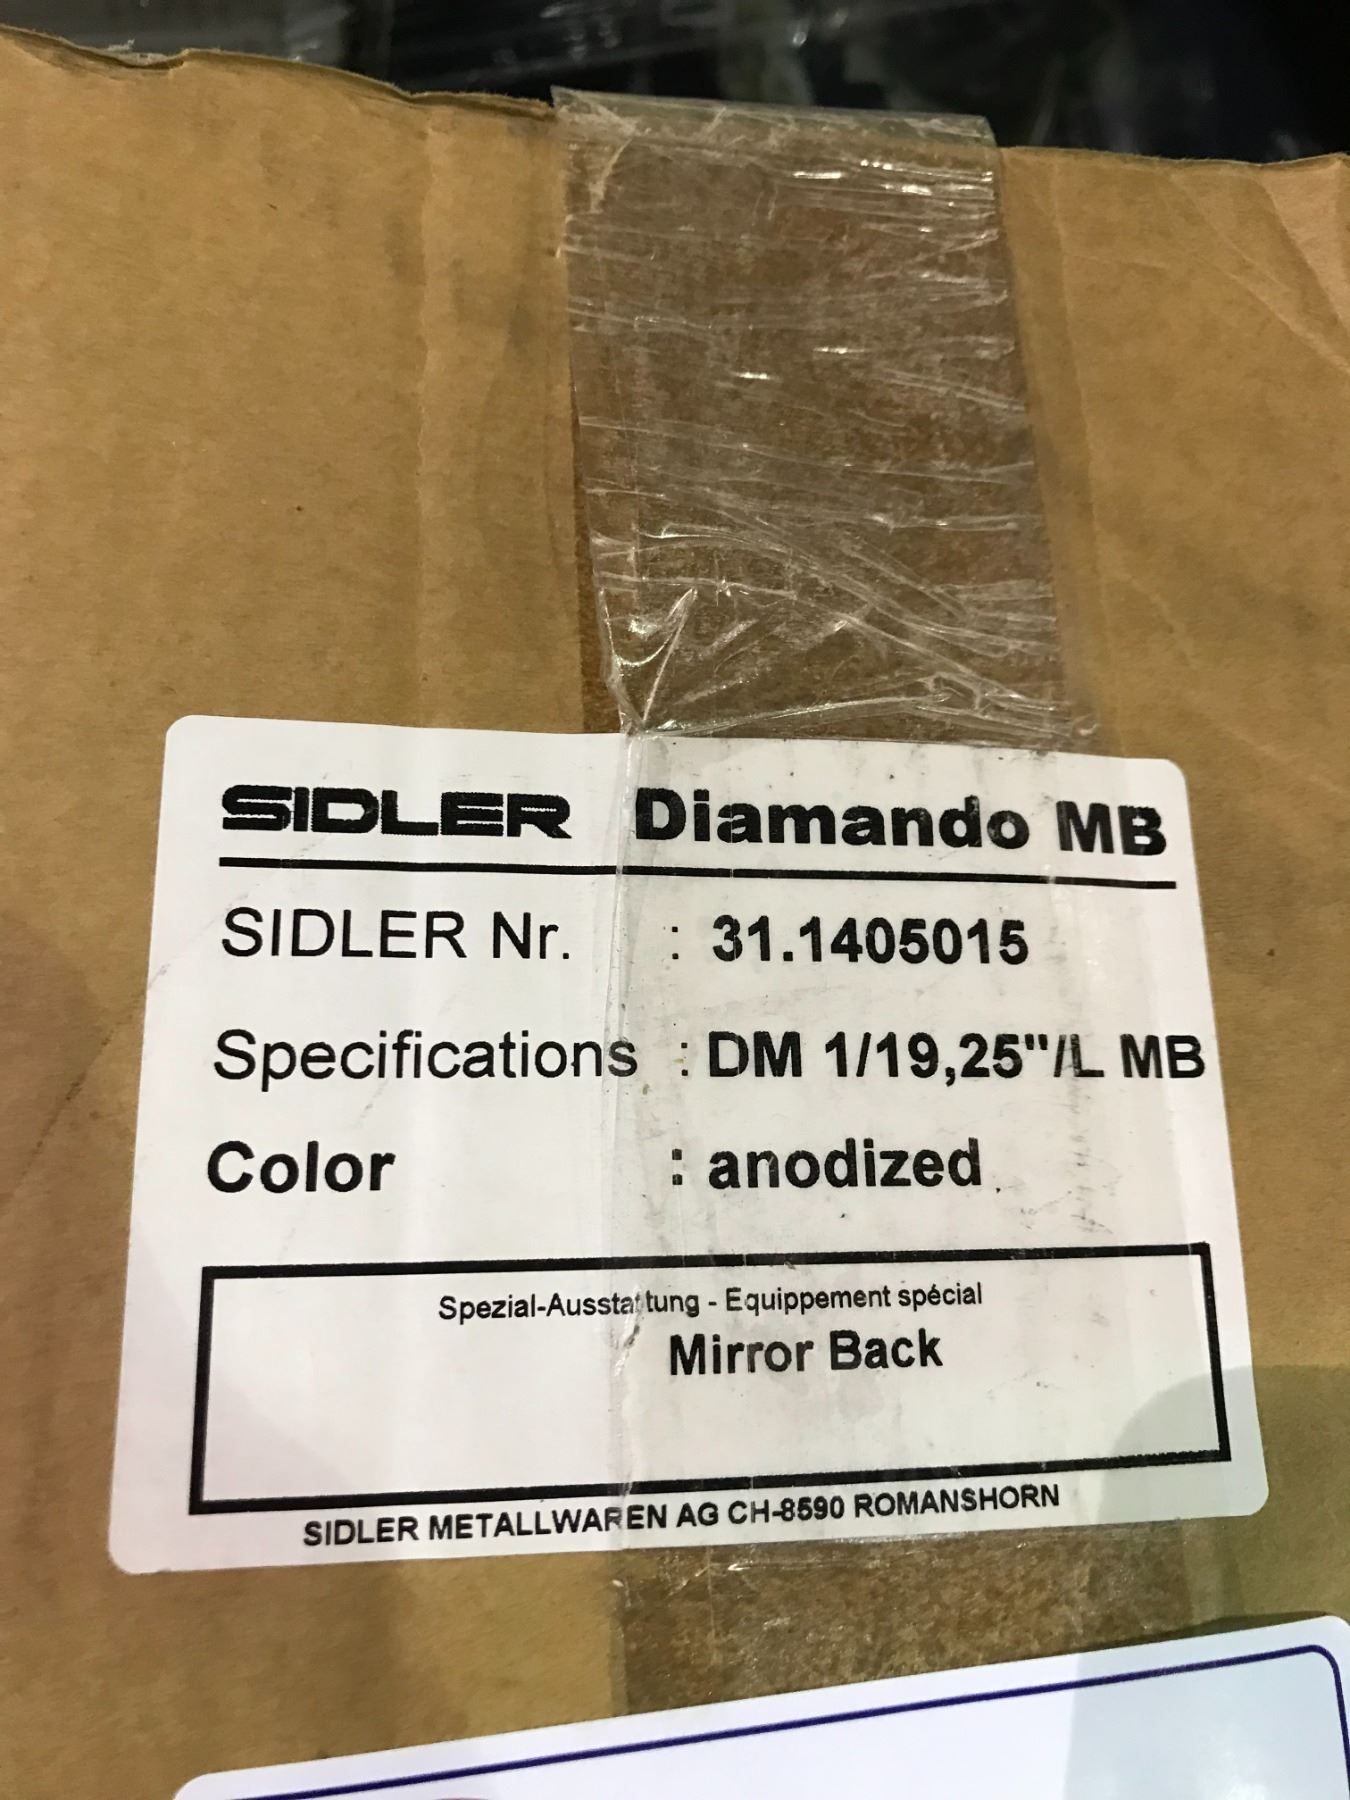 SIDLER Diamando MB
SIDLER Nr. : 31.1405015
Specifications : DM 1/19,25"/L MB
Color : anodized
Spezial-Ausstattung - Equippement spécial
Mirror Back
SIDLER METALLWAREN AG CH-8590 ROMANSHORN